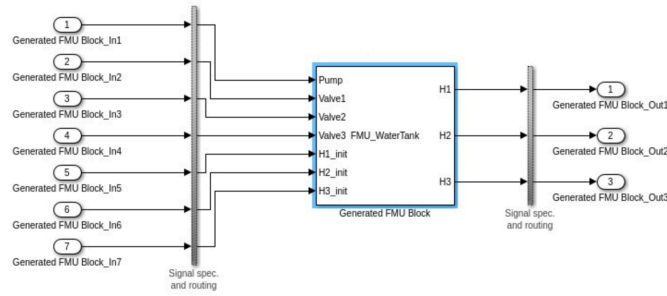 1
Generated FMU Block_In1
2
Generated FMU Block_In2
3
Generated FMU Block_In3
4
Generated FMU Block_In4
5
Generated FMU Block_In5
6
Generated FMU Block_In6
7
Generated FMU Block_In7
Signal spec.
and routing
Pump
Valve1
Valve2
Valve3 FMU_WaterTank
H1_init
H2_init
H3_init
H1
H2
H3
Generated FMU Block
Signal spec.
and routing
1
Generated FMU Block_Out1
2
Generated FMU Block_Out2
3
Generated FMU Block_Out3